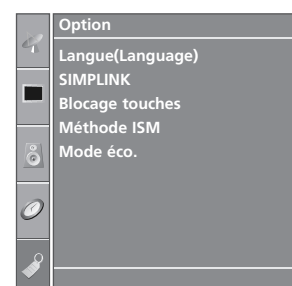 Option
Langue(Language)
SIMPLINK
Blocage touches
Méthode ISM
Mode éco.